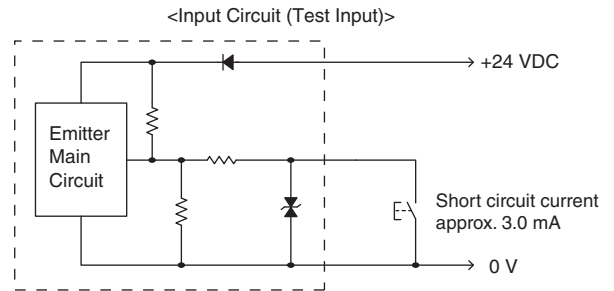 <Input Circuit (Test Input)>
+24 VDC
Emitter
Main
Circuit
Short circuit current
approx. 3.0 mA
0 V